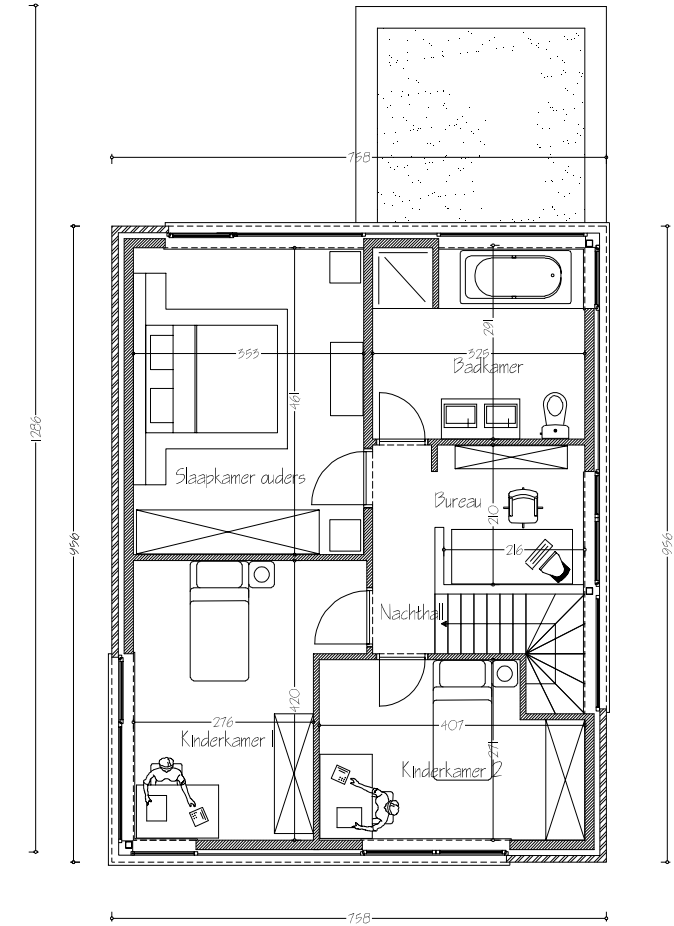 758
291
353
325
Badkamer
461
1286
Slaapkamer ouders
Bureau
210
956
956
216
Nachthall
420
276
407
Kinderkamer 1
271
Kinderkamer 2
758